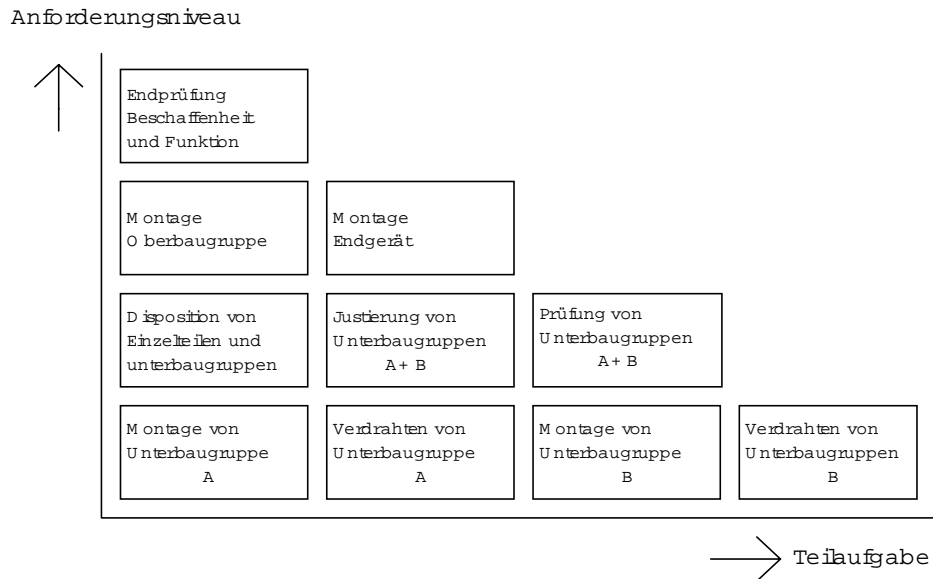 Anforderungsniveau
Endprüfung
Beschaffenheit
und Funktion
Montage
Oberbaugruppe
Montage
Endgerät
Disposition von
Einzelteilen und
unterbaugruppen
Justierung von
Unterbaugruppen
A+B
Prüfung von
Unterbaugruppen
A+B
Montage von
Unterbaugruppe
A
Verdrahten von
Unterbaugruppe
A
Montage von
Unterbaugruppe
B
Verdrahten von
Unterbaugruppen
B
Teilaufgabe